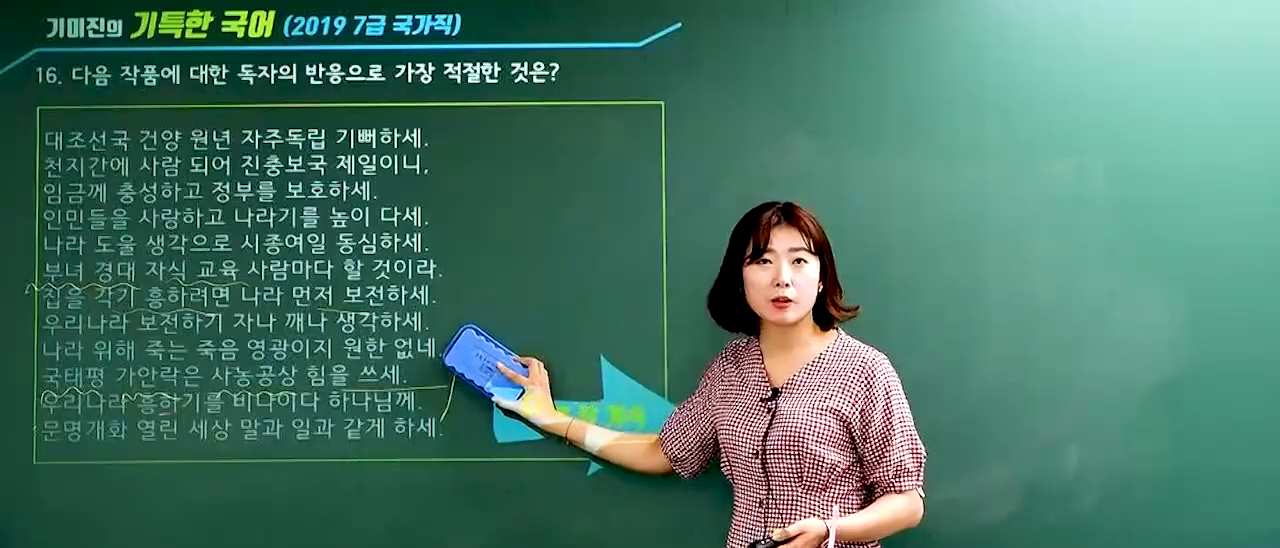 기미진의 기특한 국어 (2019 7급 국가직)
16. 다음 작품에 대한 독자의 반응으로 가장 적절한 것은?
대조선국 건양 원년 자주독립 기뻐하세.
천지간에 사람 되어 진충보국 제일이니,
임금께 충성하고 정부를 보호하세.
인민들을 사랑하고 나라기를 높이 다세.
나라 도울 생각으로 시종여일 동심하세.
부녀 경대 자식 교육 사람마다 할 것이라.
집을 각기 흥하려면 나라 먼저 보전하세.
우리나라 보전하기 자나 깨나 생각하세.
나라 위해 죽는 죽음 영광이지 원한 없네.
국태평 가안락은 사농공상 힘을 쓰세.
우리나라 흥하기를 비나이다 하나님께.
문명개화 열린 세상 말과 일과 같게 하세.